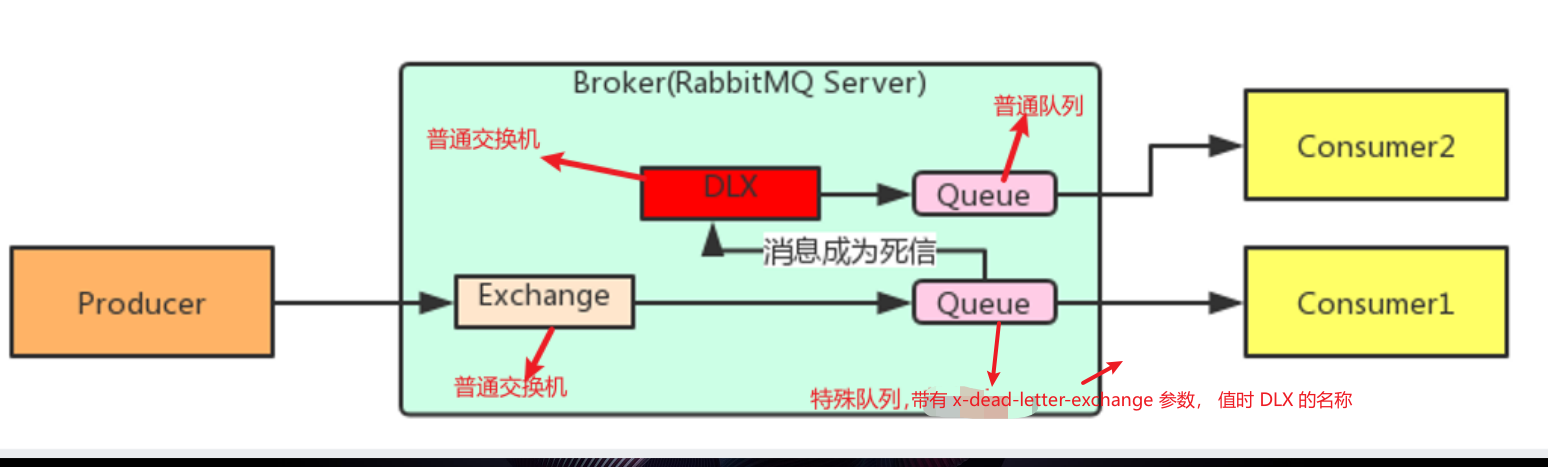 Broker(RabbitMQ Server)
普通队列
普通交换机
DLX
Queue
Consumer2
消息成为死信
Producer
Exchange
Queue
Consumer1
普通交换机
特殊队列,带有 x-dead-letter-exchange 参数， 值时 DLX 的名称